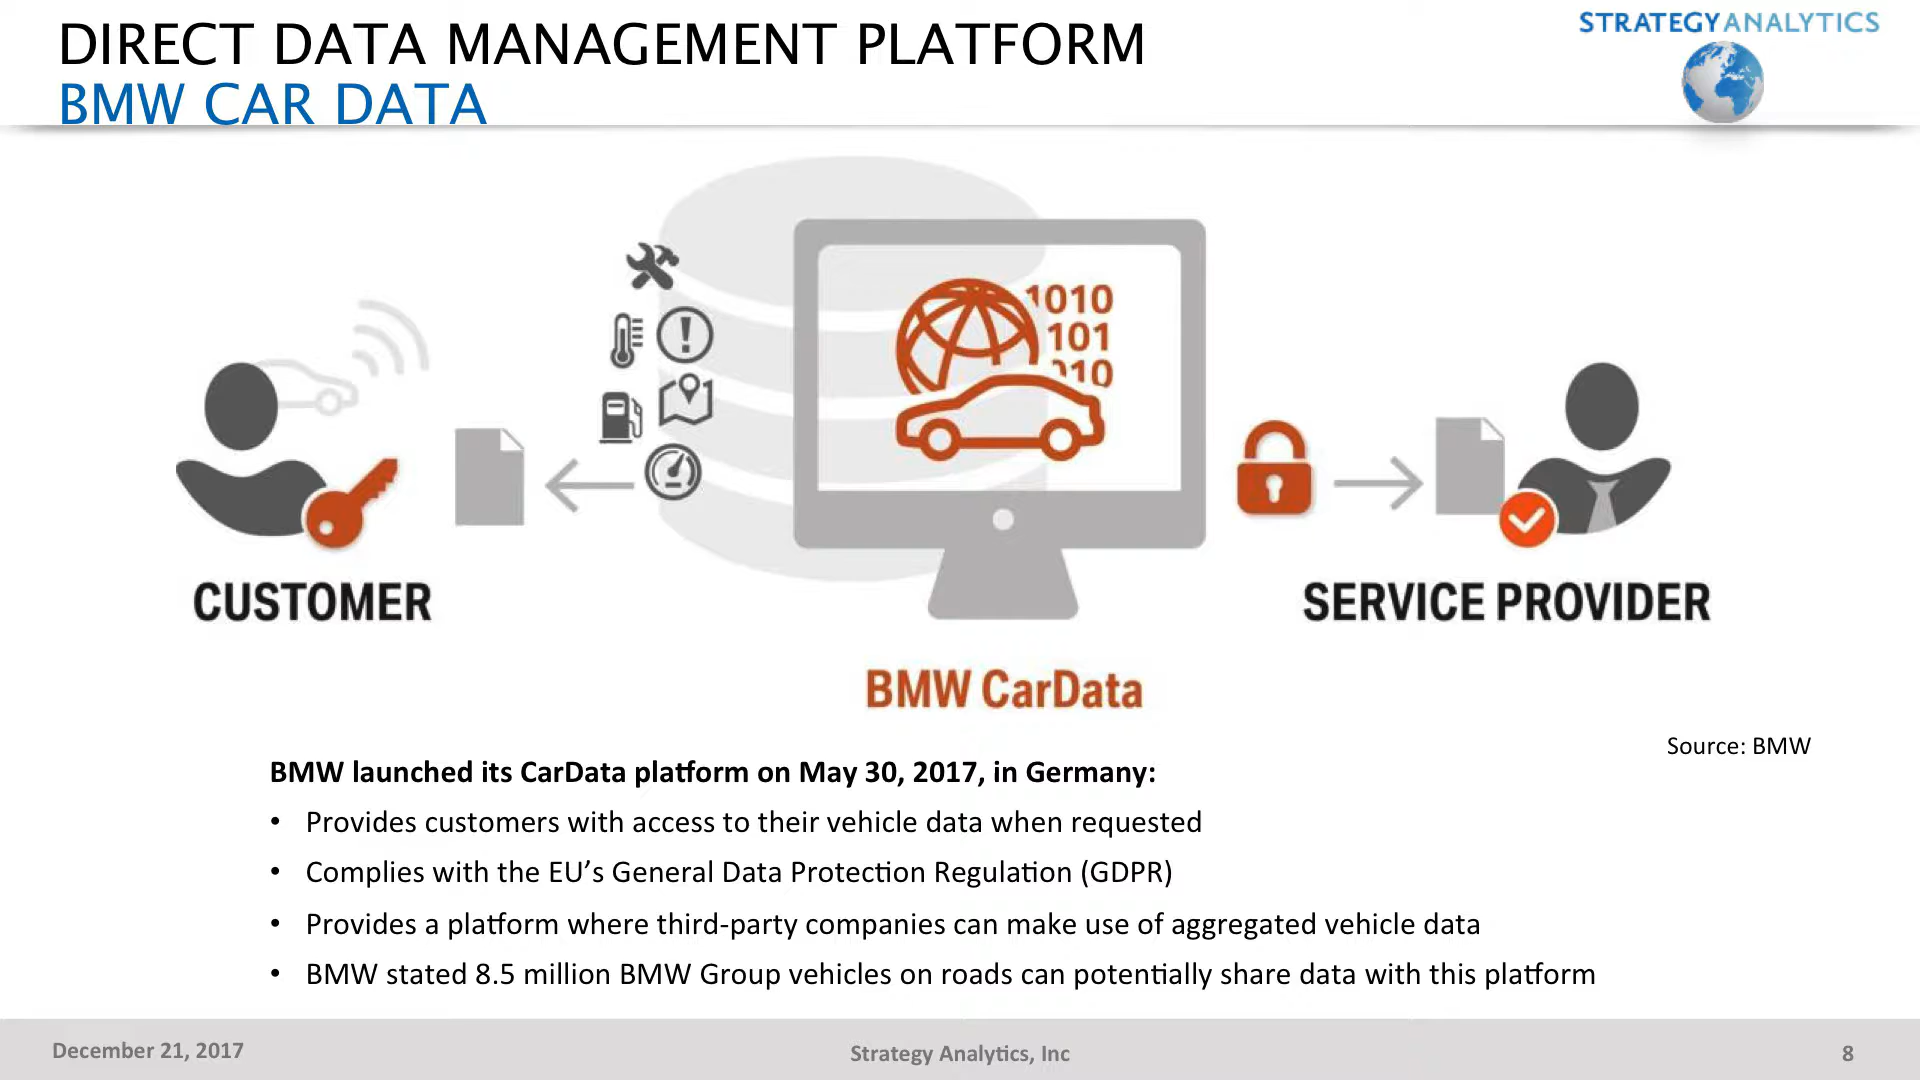 DIRECT DATA MANAGEMENT PLATFORM
BMW CAR DATA
STRATEGYANALYTICS
1010
101
010
CUSTOMER
SERVICE PROVIDER
BMW CarData
Source: BMW
BMW launched its CarData platform on May 30, 2017, in Germany:
• Provides customers with access to their vehicle data when requested
• Complies with the EU’s General Data Protection Regulation (GDPR)
• Provides a platform where third-party companies can make use of aggregated vehicle data
• BMW stated 8.5 million BMW Group vehicles on roads can potentially share data with this platform
December 21, 2017
Strategy Analytics, Inc
8